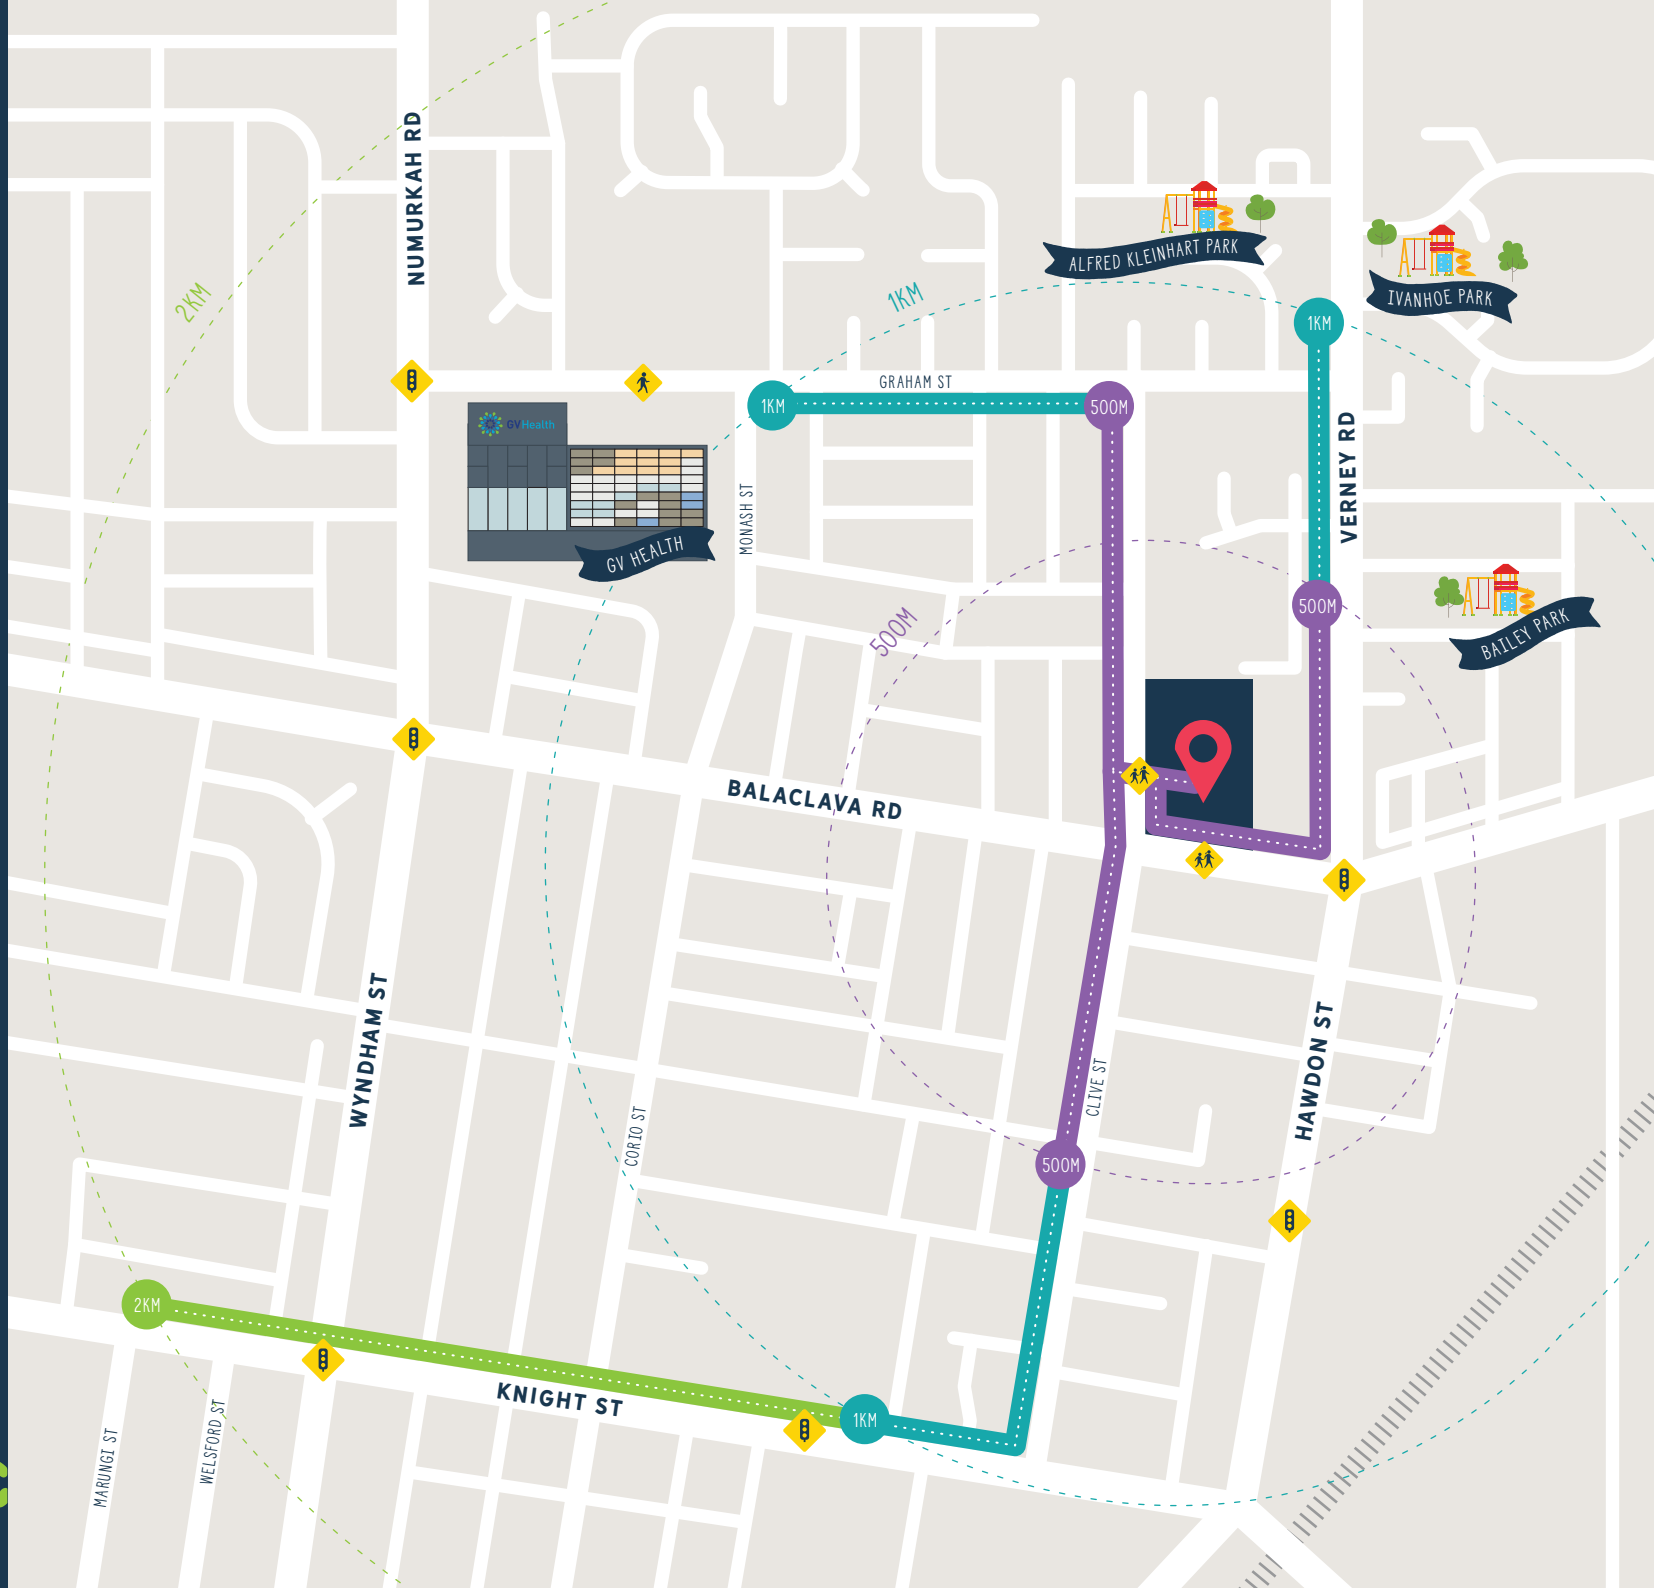 NUMURKAH RD
2KM
1KM
ALFRED KLEINHART PARK
IVANHOE PARK
1KM
GRAHAM ST
1KM
500M
GV Health
VERNEY RD
MONASH ST
GV HEALTH
500M
500M
BAILEY PARK
BALACLAVA RD
WYNDHAM ST
HAWDON ST
CLIVE ST
CORIO ST
500M
2KM
KNIGHT ST
1KM
WELSFORD ST
MARUNGI ST